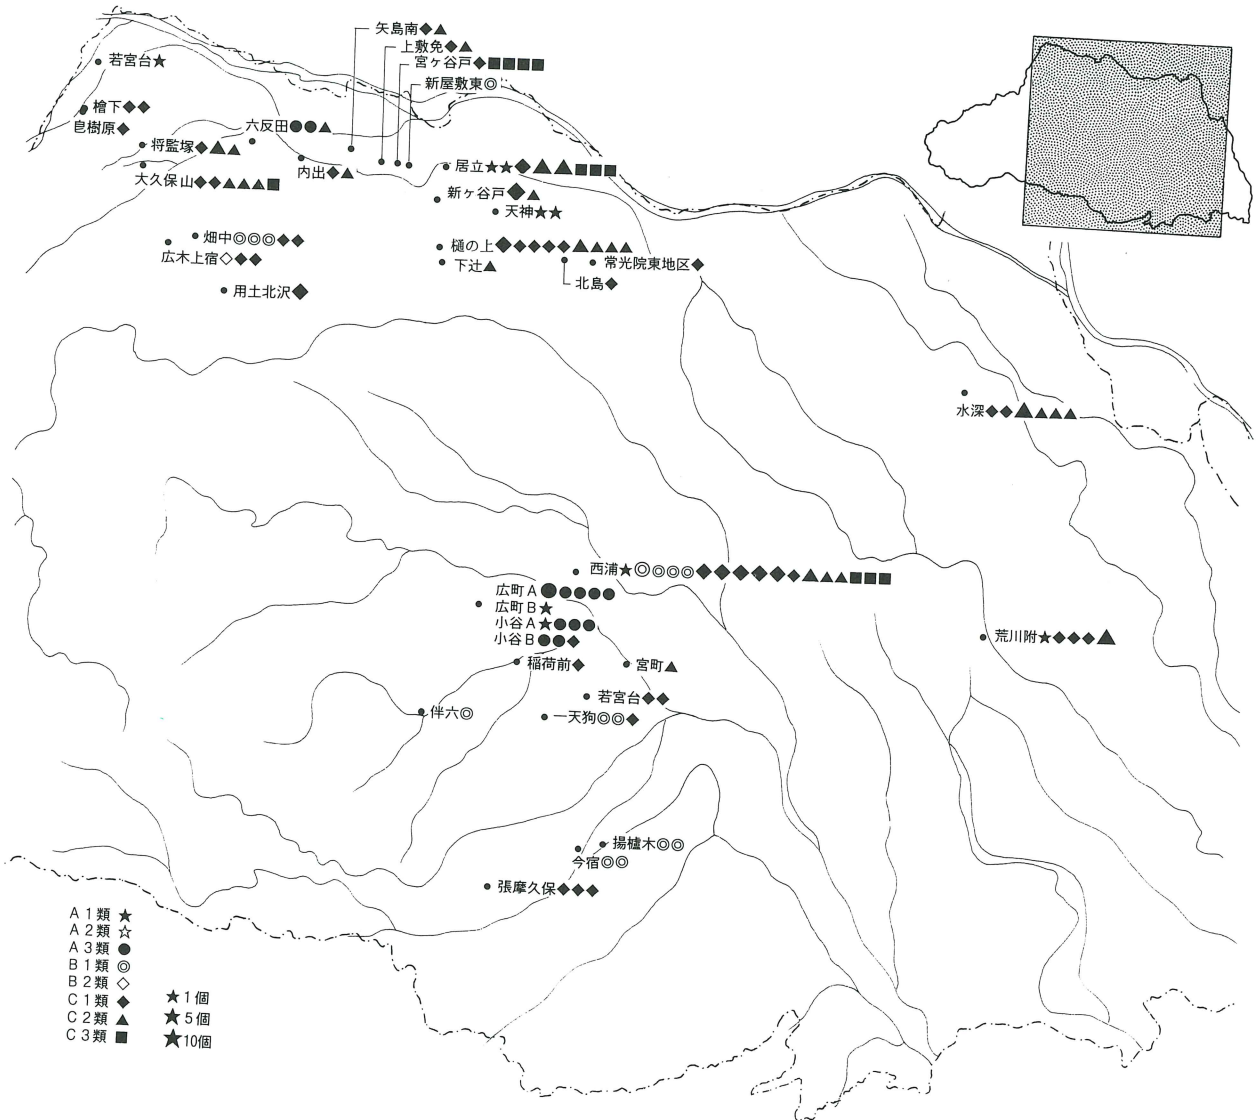 矢島南◆▲
上敷免◆▲
宮ヶ谷戸◆■■■■
新屋敷東◎
若宮台★
檜下◆◆
皀樹原◆
六反田●●▲
将監塚◆▲▲
内出◆▲
大久保山◆◆▲▲▲■
居立★★◆▲▲■■■
新ヶ谷戸◆▲
天神★★
畑中◎◎◎◆◆
広木上宿◇◆◆
樋の上◆◆◆◆◆▲▲▲▲
下辻▲
常光院東地区◆
北島◆
用土北沢◆
水深◆◆▲▲▲▲
西浦★◎◎◎◎◆◆◆◆◆◆▲▲▲■■■
広町A●●●●●
広町B★
小谷A★●●●
小谷B●●◆
荒川附★◆◆◆▲
稲荷前◆
宮町▲
若宮台◆◆
伴六◎
一天狗◎◎◆
揚櫨木◎◎
今宿◎◎
張摩久保◆◆◆
A1類★
A2類☆
A3類●
B1類◎
B2類◇
C1類◆
C2類▲
C3類■
★1個
★5個
★10個